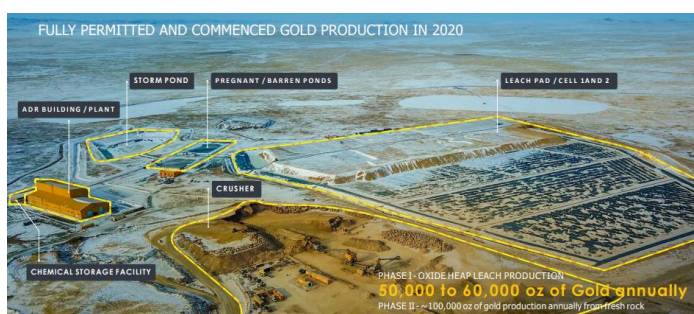 FULLY PERMITTED AND COMMENCED GOLD PRODUCTION IN 2020
STORM POND
PREGNANT / BARREN PONDS
LEACH PAD / CELL 1AND 2
ADR BUILDING / PLANT
CRUSHER
CHEMICAL STORAGE FACILITY
PHASE I - OXIDE HEAP LEACH PRODUCTION
50,000 to 60,000 oz of Gold annually
PHASE II - ~100,000 oz of gold production annually from fresh rock